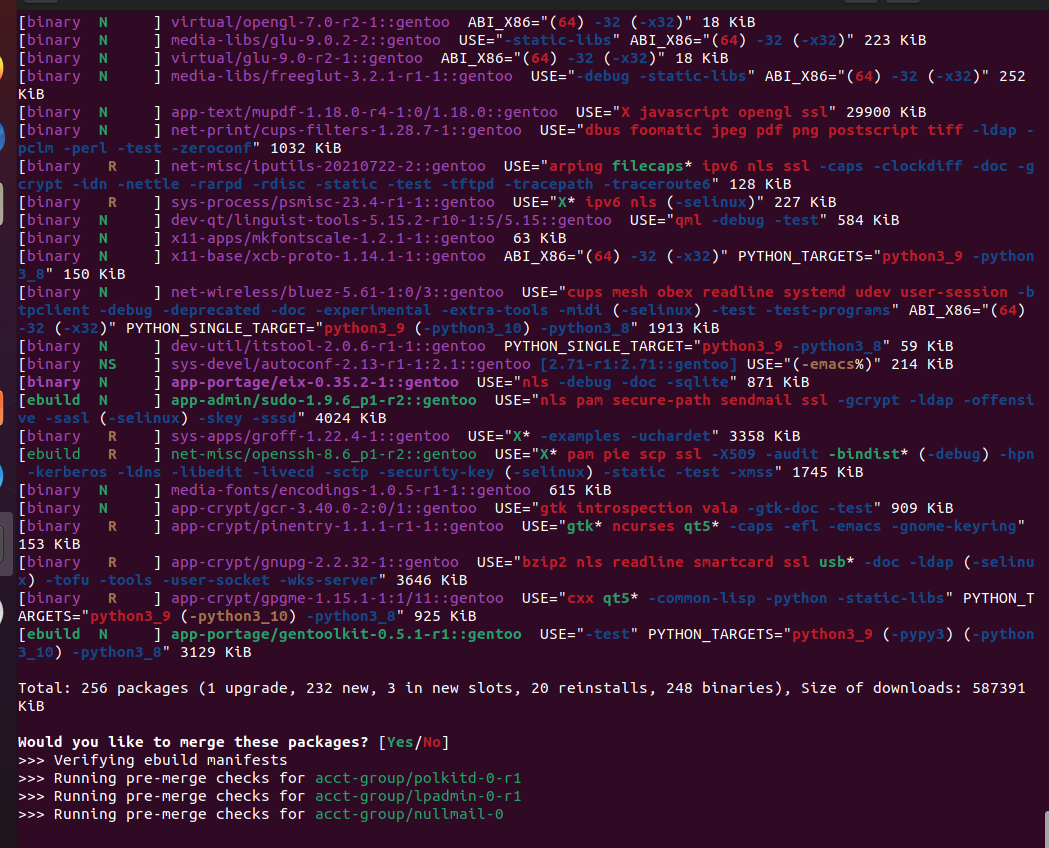 [binary  N     ] virtual/opengl-7.0-r2-1::gentoo  ABI_X86="(64) -32 (-x32)" 18 KiB
[binary  N     ] media-libs/glu-9.0.2-2::gentoo  USE="-static-libs" ABI_X86="(64) -32 (-x32)" 223 KiB
[binary  N     ] virtual/glu-9.0-r2-1::gentoo  ABI_X86="(64) -32 (-x32)" 18 KiB
[binary  N     ] media-libs/freeglut-3.2.1-r1-1::gentoo  USE="-debug -static-libs" ABI_X86="(64) -32 (-x32)" 252
KiB
[binary  N     ] app-text/mupdf-1.18.0-r4-1:0/1.18.0::gentoo  USE="X javascript opengl ssl" 29900 KiB
[binary  N     ] net-print/cups-filters-1.28.7-1::gentoo  USE="dbus foomatic jpeg pdf png postscript tiff -ldap -
pclm -perl -test -zeroconf" 1032 KiB
[binary   R    ] net-misc/iputils-20210722-2::gentoo  USE="arping filecaps* ipv6 nls ssl -caps -clockdiff -doc -g
crypt -idn -nettle -rarpd -rdisc -static -test -tftpd -tracepath -traceroute6" 128 KiB
[binary   R    ] sys-process/psmisc-23.4-r1-1::gentoo  USE="X* ipv6 nls (-selinux)" 227 KiB
[binary  N     ] dev-qt/linguist-tools-5.15.2-r10-1:5/5.15::gentoo  USE="qml -debug -test" 584 KiB
[binary  N     ] x11-apps/mkfontscale-1.2.1-1::gentoo  63 KiB
[binary  N     ] x11-base/xcb-proto-1.14.1-1::gentoo  ABI_X86="(64) -32 (-x32)" PYTHON_TARGETS="python3_9 -python
3_8" 150 KiB
[binary  N     ] net-wireless/bluez-5.61-1:0/3::gentoo  USE="cups mesh obex readline systemd udev user-session -b
tpclient -debug -deprecated -doc -experimental -extra-tools -midi (-selinux) -test -test-programs" ABI_X86="(64)
-32 (-x32)" PYTHON_SINGLE_TARGET="python3_9 (-python3_10) -python3_8" 1913 KiB
[binary  N     ] dev-util/itstool-2.0.6-r1-1::gentoo  PYTHON_SINGLE_TARGET="python3_9 -python3_8" 59 KiB
[binary  NS    ] sys-devel/autoconf-2.13-r1-1:2.1::gentoo [2.71-r1:2.71::gentoo] USE="(-emacs%)" 214 KiB
[binary  N     ] app-portage/eix-0.35.2-1::gentoo  USE="nls -debug -doc -sqlite" 871 KiB
[ebuild  N     ] app-admin/sudo-1.9.6_p1-r2::gentoo  USE="nls pam secure-path sendmail ssl -gcrypt -ldap -offensi
ve -sasl (-selinux) -skey -sssd" 4024 KiB
[binary   R    ] sys-apps/groff-1.22.4-1::gentoo  USE="X* -examples -uchardet" 3358 KiB
[ebuild   R    ] net-misc/openssh-8.6_p1-r2::gentoo  USE="X* pam pie scp ssl -X509 -audit -bindist* (-debug) -hpn
-kerberos -ldns -libedit -livecd -sctp -security-key (-selinux) -static -test -xmss" 1745 KiB
[binary  N     ] media-fonts/encodings-1.0.5-r1-1::gentoo  615 KiB
[binary  N     ] app-crypt/gcr-3.40.0-2:0/1::gentoo  USE="gtk introspection vala -gtk-doc -test" 909 KiB
[binary   R    ] app-crypt/pinentry-1.1.1-r1-1::gentoo  USE="gtk* ncurses qt5* -caps -efl -emacs -gnome-keyring"
153 KiB
[binary   R    ] app-crypt/gnupg-2.2.32-1::gentoo  USE="bzip2 nls readline smartcard ssl usb* -doc -ldap (-selinu
x) -tofu -tools -user-socket -wks-server" 3646 KiB
[binary   R    ] app-crypt/gpgme-1.15.1-1:1/11::gentoo  USE="cxx qt5* -common-lisp -python -static-libs" PYTHON_T
ARGETS="python3_9 (-python3_10) -python3_8" 925 KiB
[ebuild  N     ] app-portage/gentoolkit-0.5.1-r1::gentoo  USE="-test" PYTHON_TARGETS="python3_9 (-pypy3) (-python
3_10) -python3_8" 3129 KiB
Total: 256 packages (1 upgrade, 232 new, 3 in new slots, 20 reinstalls, 248 binaries), Size of downloads: 587391
KiB
Would you like to merge these packages? [Yes/No]
>>> Verifying ebuild manifests
>>> Running pre-merge checks for acct-group/polkitd-0-r1
>>> Running pre-merge checks for acct-group/lpadmin-0-r1
>>> Running pre-merge checks for acct-group/nullmail-0